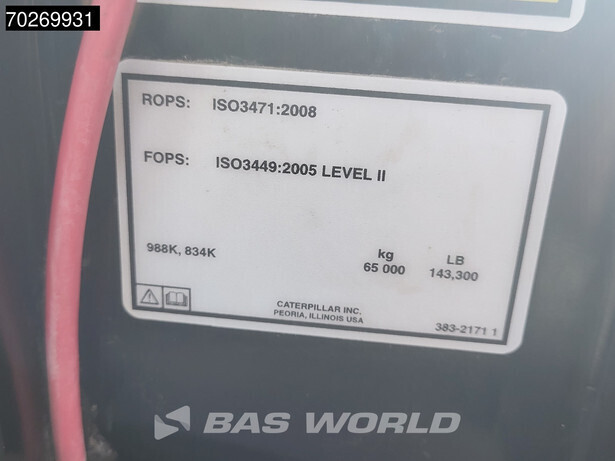 70269931
ROPS: ISO3471:2008
FOPS: ISO3449:2005 LEVEL II
988K, 834K
kg LB
65 000 143,300
CATERPILLAR INC.
PEORIA, ILLINOIS USA
383-2171 1
BAS WORLD